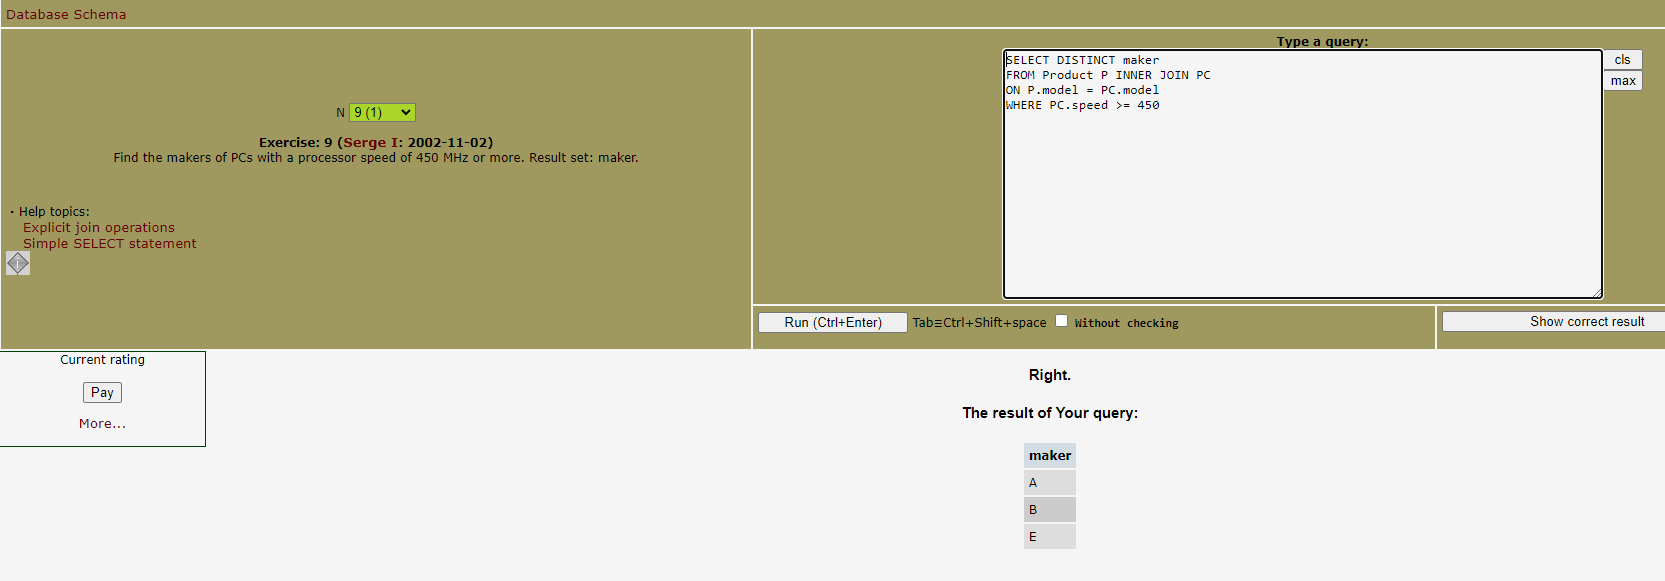 Database Schema
N 9 (1)
Exercise: 9 (Serge I: 2002-11-02)
Find the makers of PCs with a processor speed of 450 MHz or more. Result set: maker.
· Help topics:
Explicit join operations
Simple SELECT statement
Type a query:
SELECT DISTINCT maker
FROM Product P INNER JOIN PC
ON P.model = PC.model
WHERE PC.speed >= 450
cls
max
Run (Ctrl+Enter) Tab≡Ctrl+Shift+space Without checking
Show correct result
Current rating
Pay
More...
Right.
The result of Your query:
maker
A
B
E